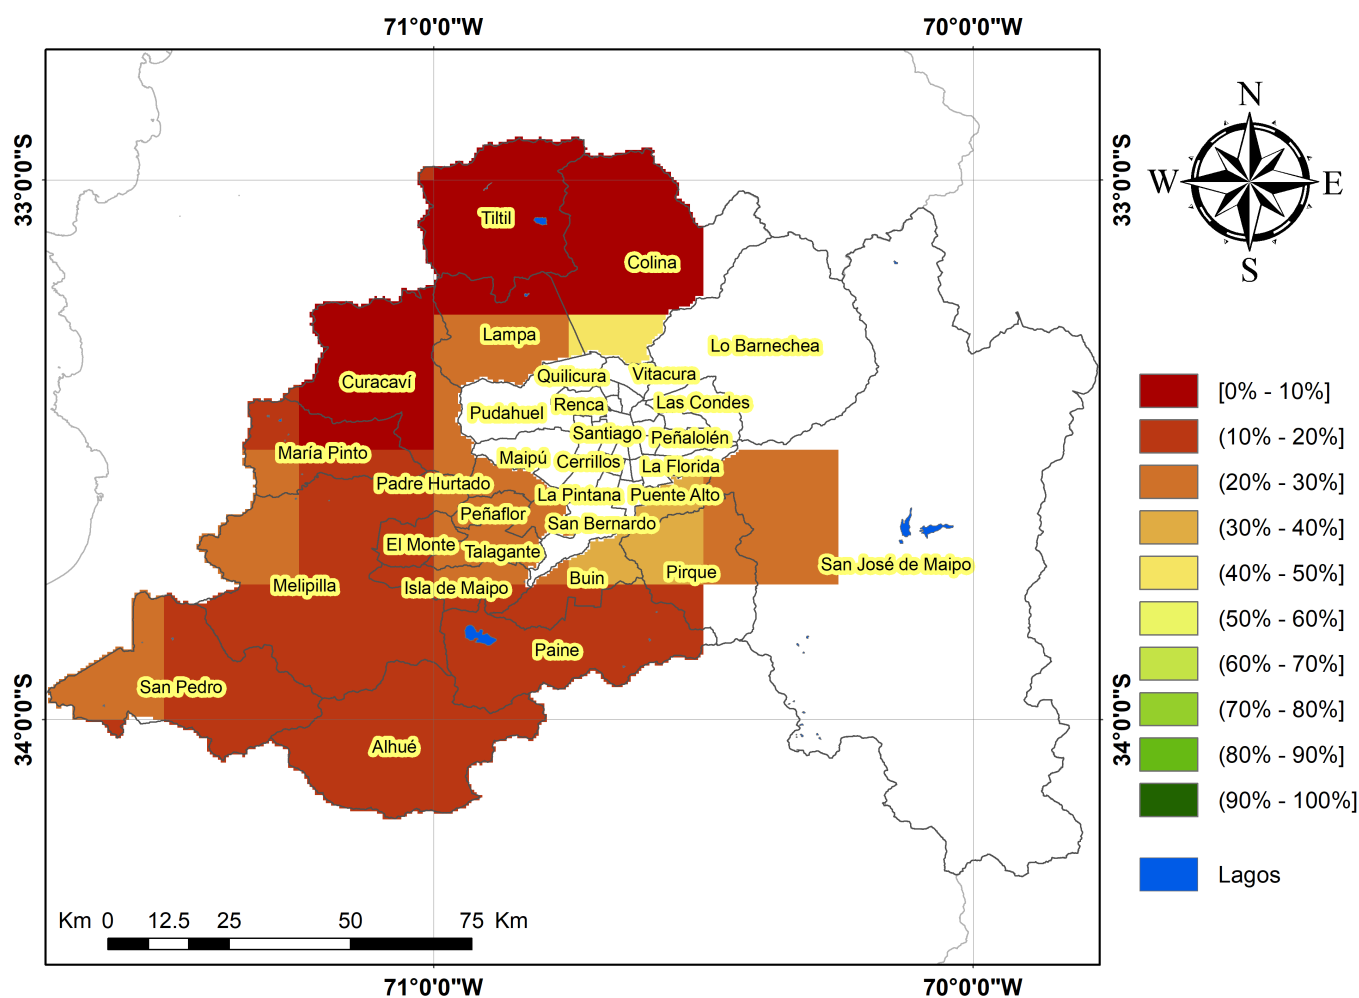 71°0'0"W 70°0'0"W
33°0'0"S
33°0'0"S
N
W E
S
Tiltil
Colina
Lampa
Lo Barnechea
Quilicura
Vitacura
Curacaví
Pudahuel
Renca
Las Condes
Santiago
Peñalolén
María Pinto
Maipú
Cerrillos
La Florida
Padre Hurtado
La Pintana
Puente Alto
Peñaflor
San Bernardo
El Monte
Talagante
San José de Maipo
Melipilla
Isla de Maipo
Buin
Pirque
Paine
San Pedro
Alhué
34°0'0"S
34°0'0"S
[0% - 10%]
(10% - 20%]
(20% - 30%]
(30% - 40%]
(40% - 50%]
(50% - 60%]
(60% - 70%]
(70% - 80%]
(80% - 90%]
(90% - 100%]
Lagos
Km 0 12.5 25 50 75 Km
71°0'0"W 70°0'0"W